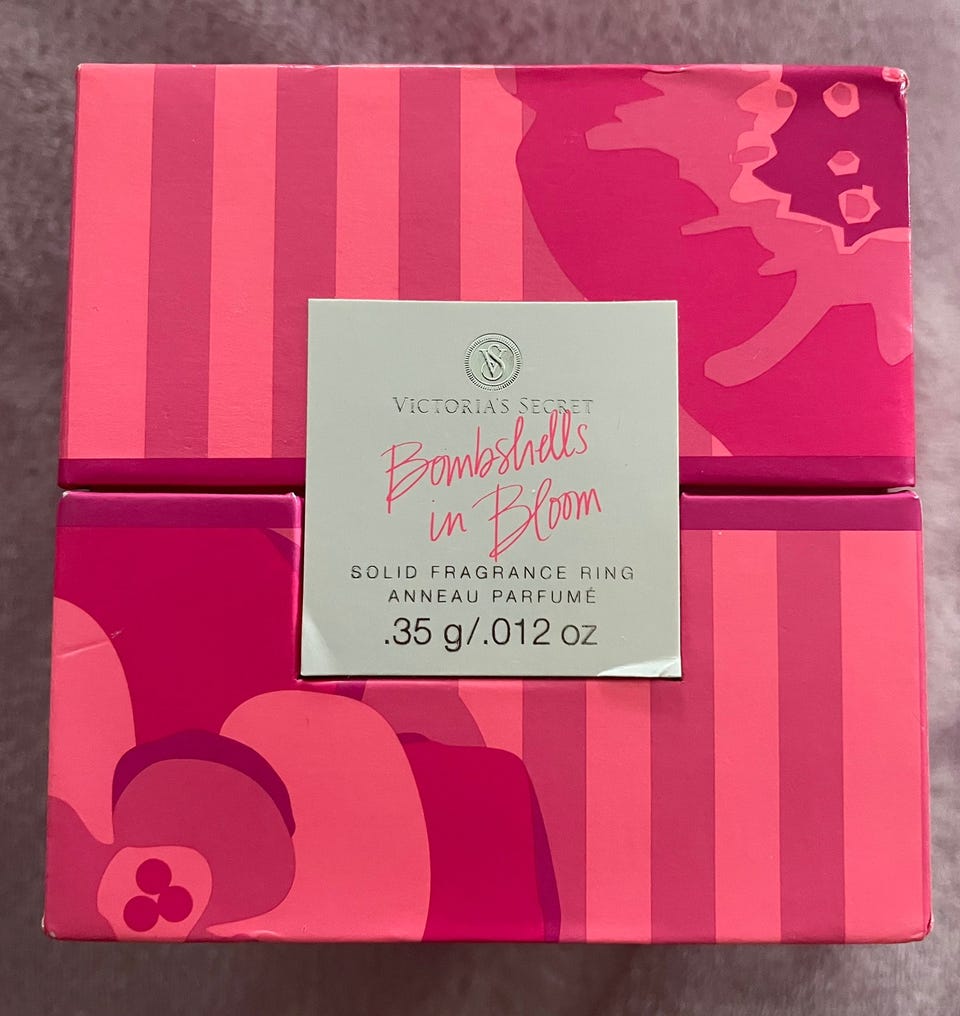 VS
VICTORIA'S SECRET
Bombshells
in Bloom
SOLID FRAGRANCE RING
ANNEAU PARFUMÉ
.35 g/.012 oz